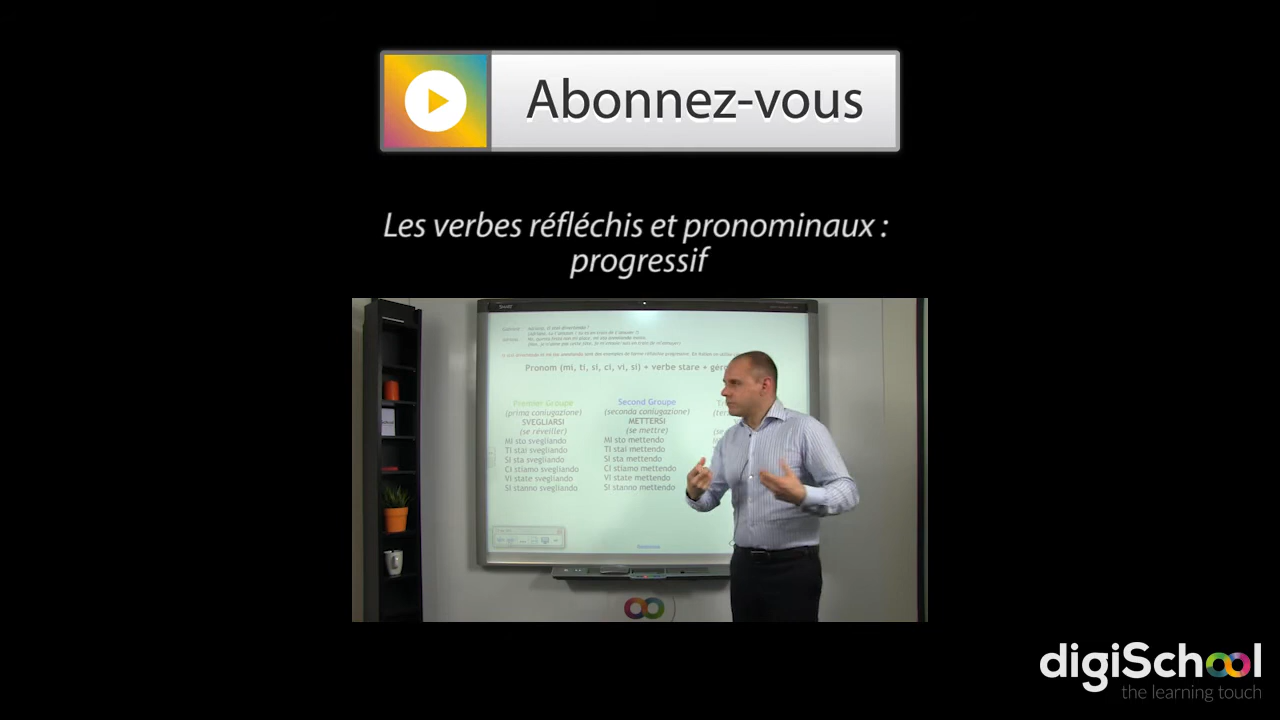 Abonnez-vous
Les verbes réfléchis et pronominaux :
progressif
Pronom (mi, ti, si, ci, vi, si) + verbe stare +
Premier Groupe
(prima coniugazione)
SVEGLIARSI
(se réveiller)
Mi sto svegliando
Ti stai svegliando
Si sta svegliando
Ci stiamo svegliando
Vi state svegliando
Si stanno svegliando
Second Groupe
(seconda coniugazione)
METTERSI
(se mettre)
Mi sto mettendo
Ti stai mettendo
Si sta mettendo
Ci stiamo mettendo
Vi state mettendo
Si stanno mettendo
digiSchool
the learning touch